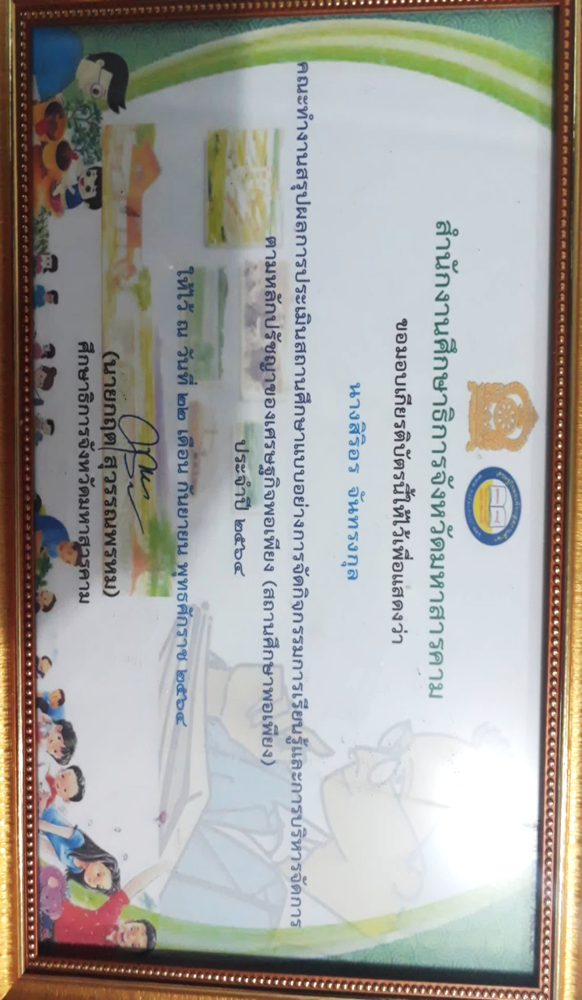 สำนักงานศึกษาธิการจังหวัดมหาสารคาม
ขอมอบเกียรติบัตรนี้ให้ไว้เพื่อแสดงว่า
นางสิริอร จันทรงกุล
คณะทำงานสรุปผลการประเมินสถานศึกษาแบบอย่างการจัดกิจกรรมการเรียนรู้และการบริหารจัดการ
ตามหลักปรัชญาของเศรษฐกิจพอเพียง (สถานศึกษาพอเพียง)
ประจำปี ๒๕๖๔
ให้ไว้ ณ วันที่ ๒๒ เดือน กันยายน พุทธศักราช ๒๕๖๔
(นายกฤต สุวรรณพรหม)
ศึกษาธิการจังหวัดมหาสารคาม